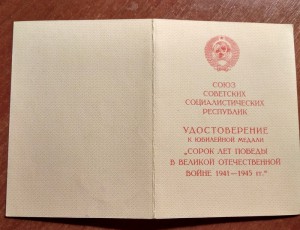 СОЮЗ
СОВЕТСКИХ
СОЦИАЛИСТИЧЕСКИХ
РЕСПУБЛИК
УДОСТОВЕРЕНИЕ
К ЮБИЛЕЙНОЙ МЕДАЛИ
„СОРОК ЛЕТ ПОБЕДЫ
В ВЕЛИКОЙ ОТЕЧЕСТВЕННОЙ
ВОЙНЕ 1941—1945 гг.“